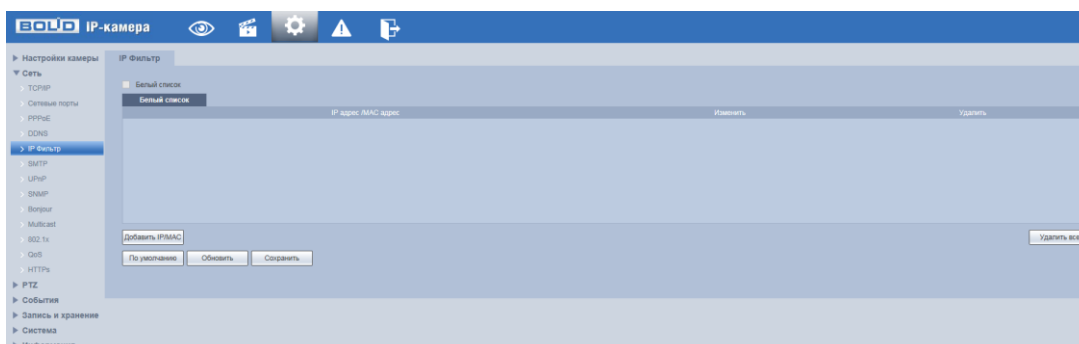 BOLID IP-камера
Настройки камеры
IP Фильтр
Сеть
TCP/IP
Белый список
Сетевые порты
Белый список
IP адрес /MAC адрес
Изменить
Удалить
PPPoE
DDNS
IP Фильтр
SMTP
UPnP
SNMP
Bonjour
Multicast
802.1x
Добавить IP/MAC
Удалить все
QoS
По умолчанию
Обновить
Сохранить
HTTPs
PTZ
События
Запись и хранение
Система